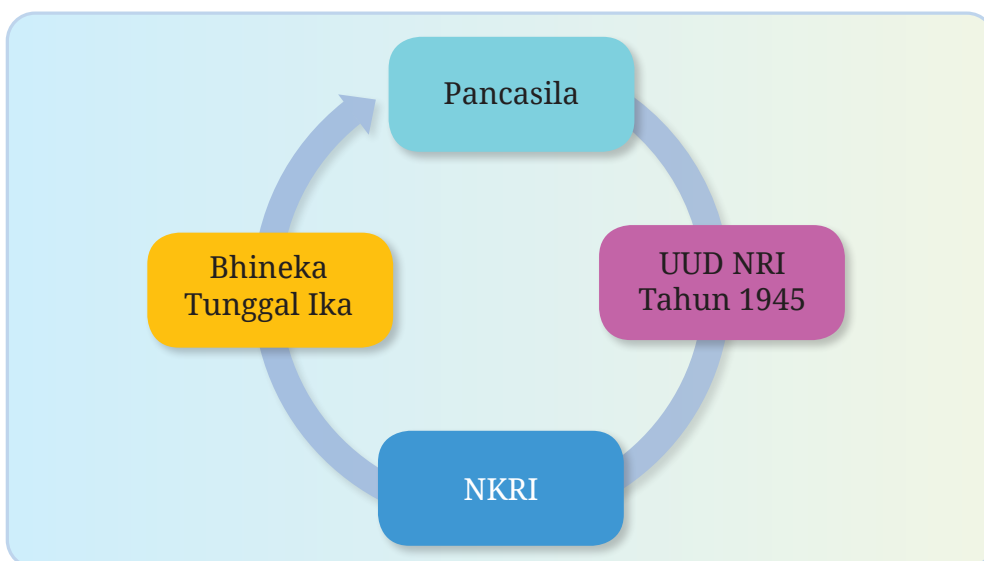 Pancasila
Bhineka
Tunggal Ika
UUD NRI
Tahun 1945
NKRI